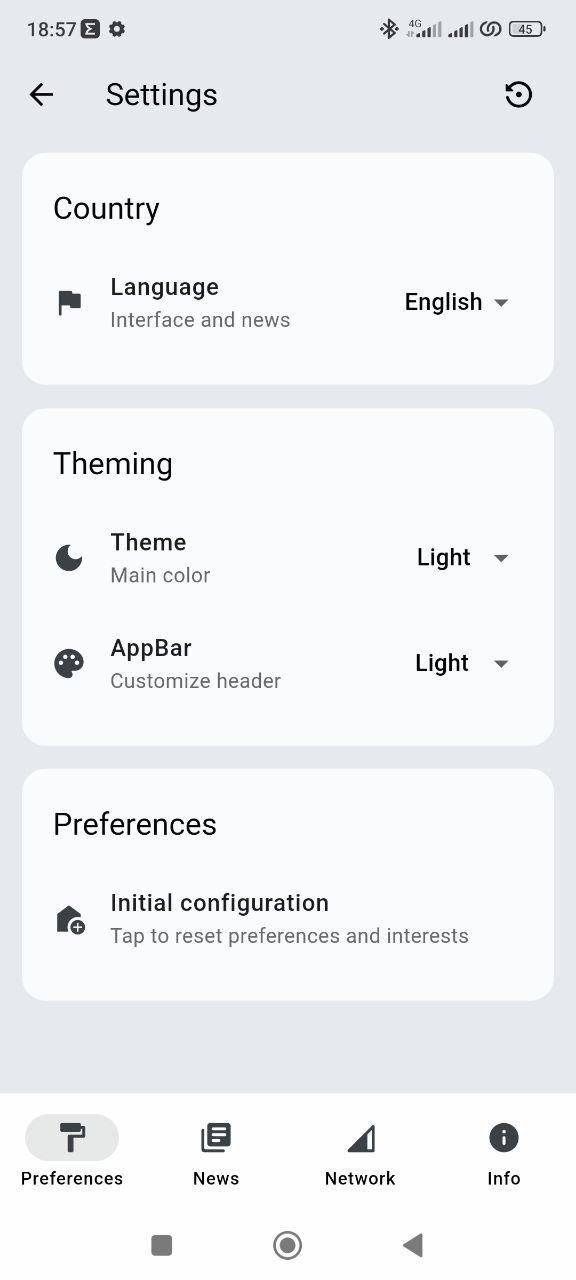 18:57 4G 45
Settings
Country
Language
Interface and news
English
Theming
Theme
Main color
Light
AppBar
Customize header
Light
Preferences
Initial configuration
Tap to reset preferences and interests
Preferences News Network Info